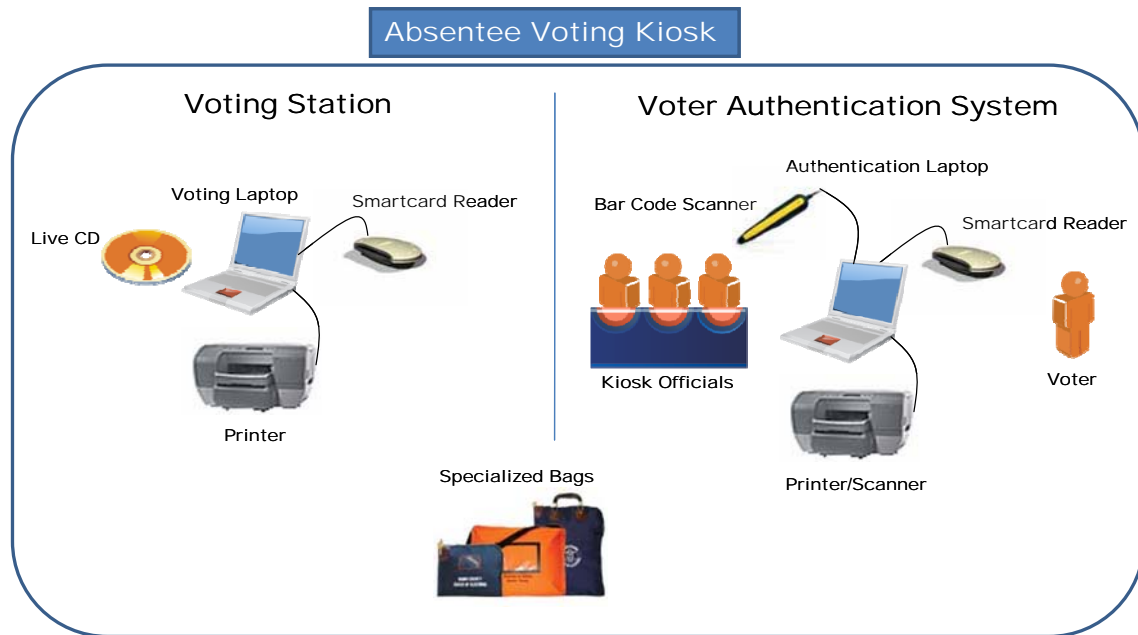 Absentee Voting Kiosk
Voting Station
Voter Authentication System
Authentication Laptop
Voting Laptop
Smartcard Reader
Bar Code Scanner
Smartcard Reader
Live CD
Kiosk Officials
Voter
Printer
Specialized Bags
Printer/Scanner